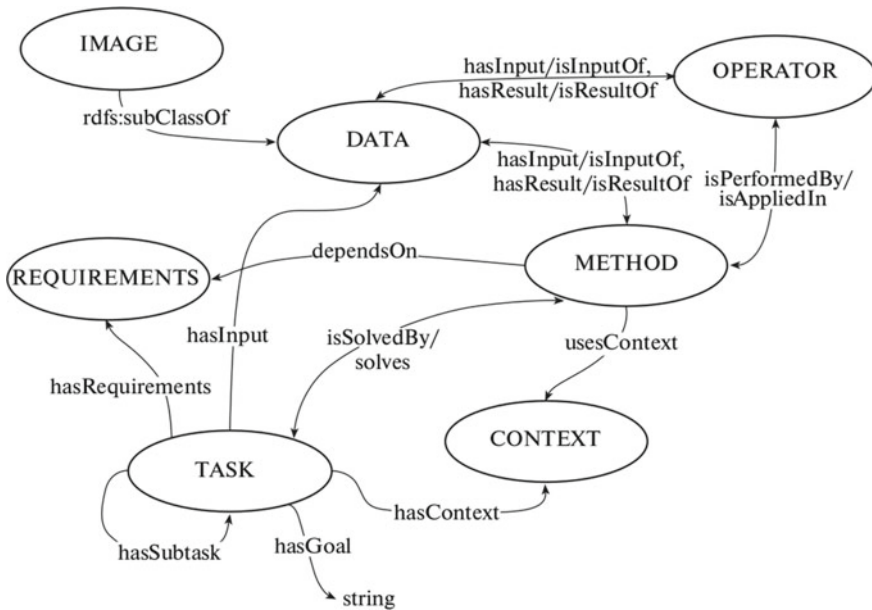 IMAGE
hasInput/isInputOf,
hasResult/isResultOf
OPERATOR
rdfs:subClassOf
DATA
hasInput/isInputOf,
hasResult/isResultOf
isPerformedBy/
isAppliedIn
REQUIREMENTS
dependsOn
METHOD
hasInput
isSolvedBy/
solves
usesContext
hasRequirements
CONTEXT
TASK
hasContext
hasSubtask
hasGoal
string